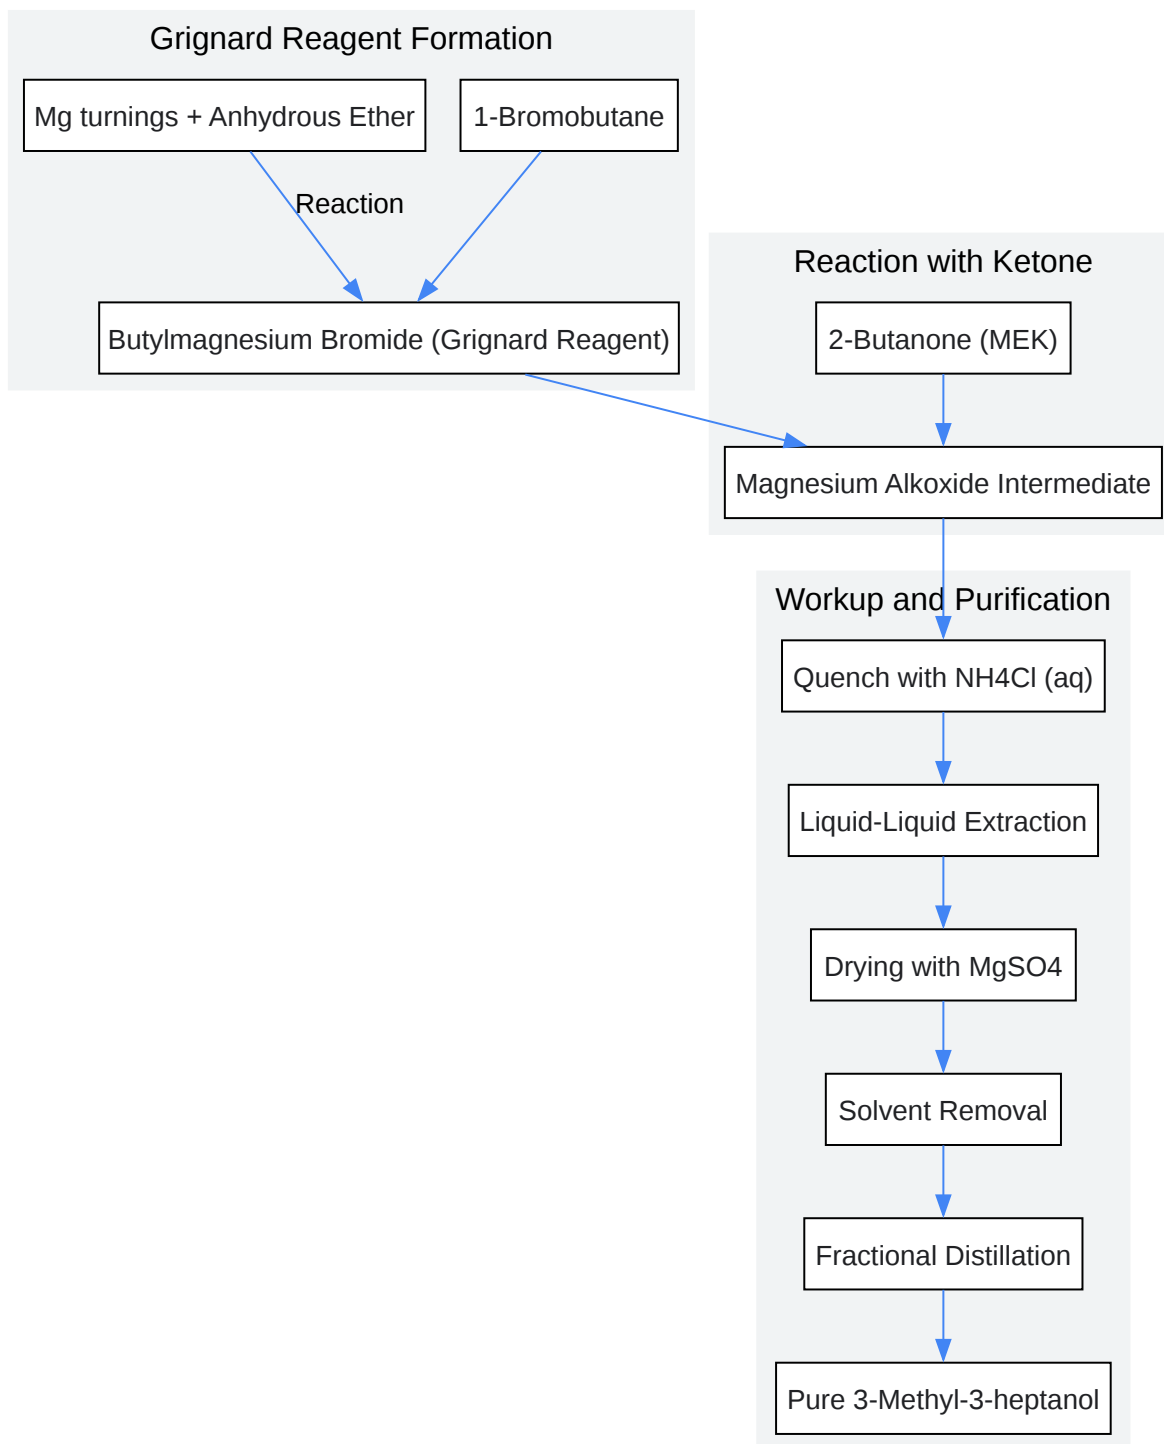 Grignard Reagent Formation
Mg turnings + Anhydrous Ether
1-Bromobutane
Reaction
Butylmagnesium Bromide (Grignard Reagent)
Reaction with Ketone
2-Butanone (MEK)
Magnesium Alkoxide Intermediate
Workup and Purification
Quench with NH4Cl (aq)
Liquid-Liquid Extraction
Drying with MgSO4
Solvent Removal
Fractional Distillation
Pure 3-Methyl-3-heptanol